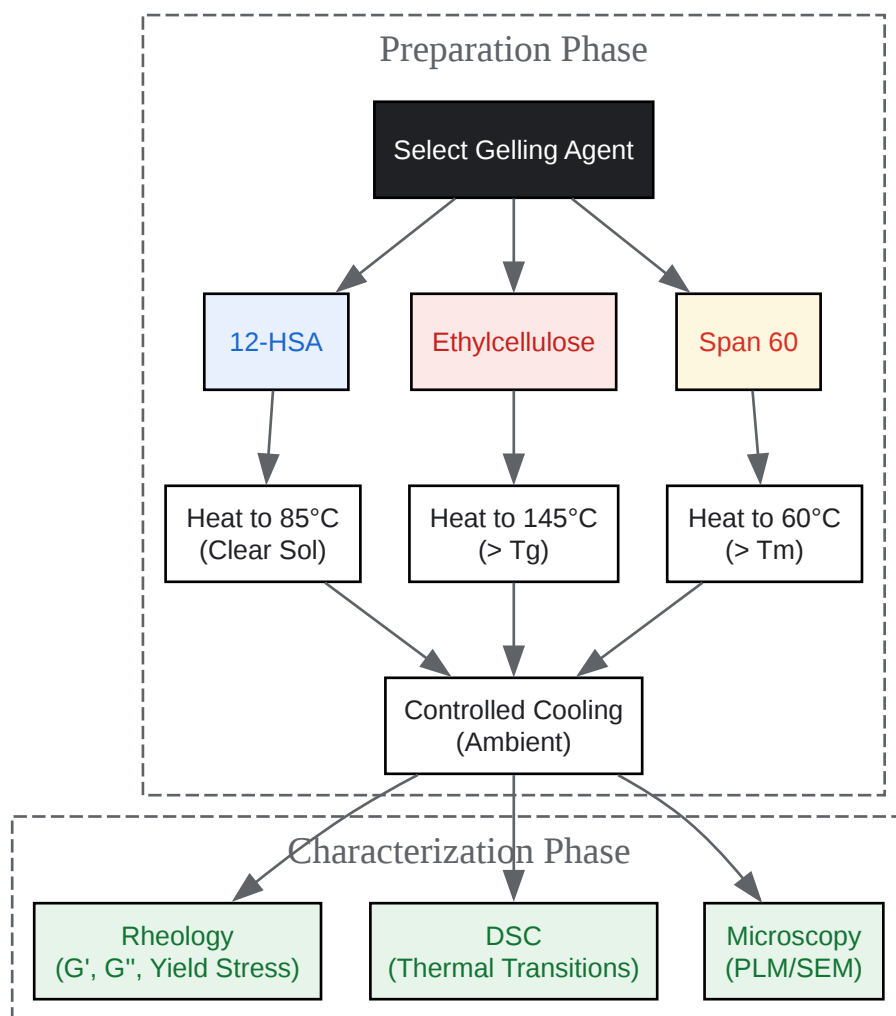 Preparation Phase
Select Gelling Agent
12-HSA
Ethylcellulose
Span 60
Heat to 85°C
(Clear Sol)
Heat to 145°C
(> Tg)
Heat to 60°C
(> Tm)
Controlled Cooling
(Ambient)
Characterization Phase
Rheology
(G', G'', Yield Stress)
DSC
(Thermal Transitions)
Microscopy
(PLM/SEM)